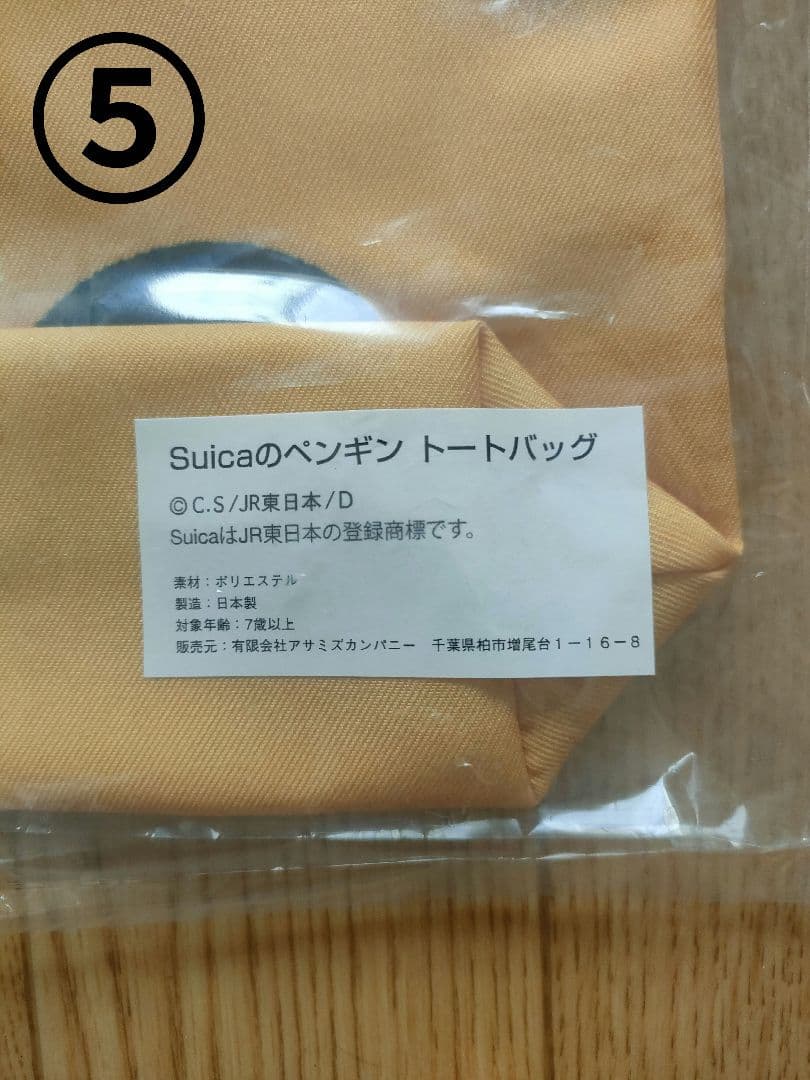 ⑤
Suicaのペンギン トートバッグ
©C.S/JR東日本/D
SuicaはJR東日本の登録商標です。
素材：ポリエステル
製造：日本製
対象年齢：7歳以上
販売元：有限会社アサミズカンパニー　千葉県柏市増尾台１－１６－８